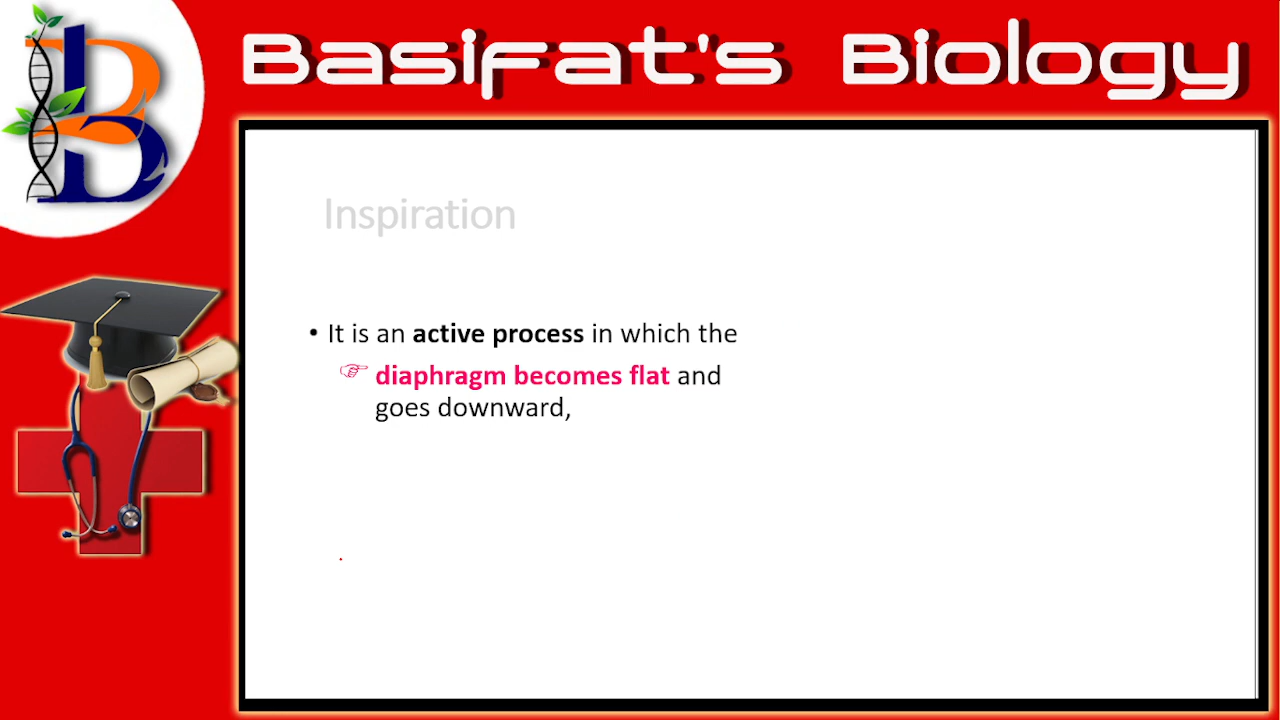 Basifat's Biology
Inspiration
• It is an active process in which the
☞ diaphragm becomes flat and
goes downward,